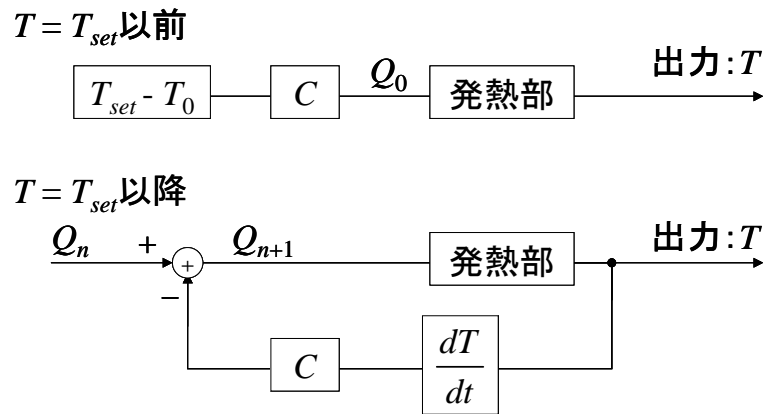 T = T_set以前
T_set - T_0
C
Q_0
発熱部
出力:T
T = T_set以降
Q_n
+
+
−
Q_{n+1}
発熱部
出力:T
C
dT
dt